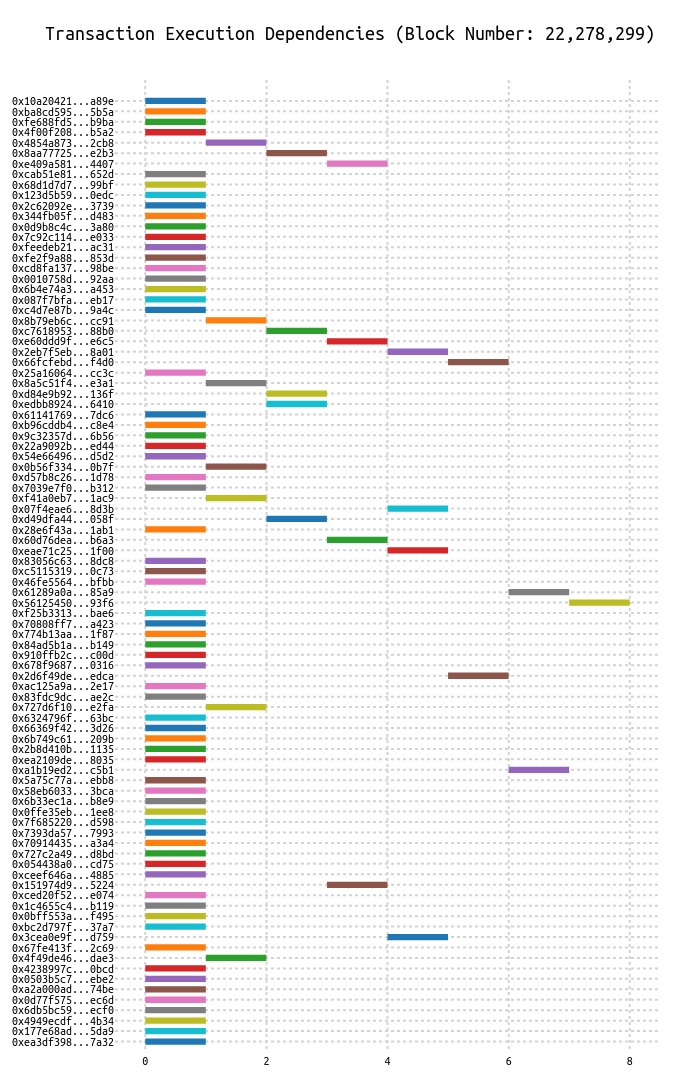 Transaction Execution Dependencies (Block Number: 22,278,299)
0x10a20421...a89e
0xba8cd595...5b5a
0xfe688fd5...b9ba
0x4f00f208...b5a2
0x4854a873...2cb8
0x8aa77725...e2b3
0xe409a581...4407
0xcab51e81...652d
0x68d1d7d7...99bf
0x123d5b59...0edc
0x2c62092e...3739
0x344fb05f...d483
0x0d9b8c4c...3a80
0x7c92c114...e033
0xfeedeb21...ac31
0xfe2f9a88...853d
0xcd8fa137...98be
0x0010758d...92aa
0x6b4e74a3...a453
0x087f7bfa...eb17
0xc4d7e87b...9a4c
0x8b79eb6c...cc91
0xc7618953...88b0
0xe60ddd9f...e6c5
0x2eb7f5eb...8a01
0x66fcfebd...f4d0
0x25a16064...cc3c
0x8a5c51f4...e3a1
0xd84e9b92...136f
0xedbb8924...6410
0x61141769...7dc6
0xb96cddb4...c8e4
0x9c32357d...6b56
0x22a9092b...ed44
0x54e66496...d5d2
0x0b56f334...0b7f
0xd57b8c26...1d78
0x7039e7f0...b312
0xf41a0eb7...1ac9
0x07f4eae6...8d3b
0xd49dfa44...058f
0x28e6f43a...1ab1
0x60d76dea...b6a3
0xeae71c25...1f00
0x83056c63...8dc8
0xc5115319...0c73
0x46fe5564...bfbb
0x61289a0a...85a9
0x56125450...93f6
0xf25b3313...bae6
0x70808ff7...a423
0x774b13aa...1f87
0x84ad5b1a...b149
0x910ffb2c...c00d
0x678f9687...0316
0x2d6f49de...edca
0xac125a9a...2e17
0x83fdc9dc...ae2c
0x727d6f10...e2fa
0x6324796f...63bc
0x66369f42...3d26
0x6b749c61...209b
0x2b8d410b...1135
0xea2109de...8035
0xa1b19ed2...c5b1
0x5a75c77a...ebb8
0x58eb6033...3bca
0x6b33ec1a...b8e9
0x0ffe35eb...1ee8
0x7f685220...d598
0x7393da57...7993
0x70914435...a3a4
0x727c2a49...d8bd
0x054438a0...cd75
0xceef646a...4885
0x151974d9...5224
0xced20f52...e074
0x1c4655c4...b119
0x0bff553a...f495
0xbc2d797f...37a7
0x3cea0e9f...d759
0x67fe413f...2c69
0x4f49de46...dae3
0x4238997c...0bcd
0x0503b5c7...ebe2
0xa2a000ad...74be
0x0d77f575...ec6d
0x6db5bc59...ecf0
0x4949ecdf...4b34
0x177e68ad...5da9
0xea3df398...7a32
0 2 4 6 8